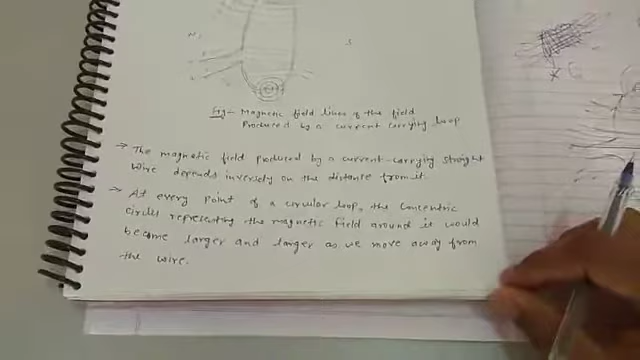 N
S
Fig- Magnetic field lines of the field
Produced by a current carrying loop
→ The magnetic field produced by a current-carrying straight
wire depends inversely on the distance from it.
→ At every point of a circular loop, the concentric
circles representing the magnetic field around it would
become larger and larger as we move away from
the wire.